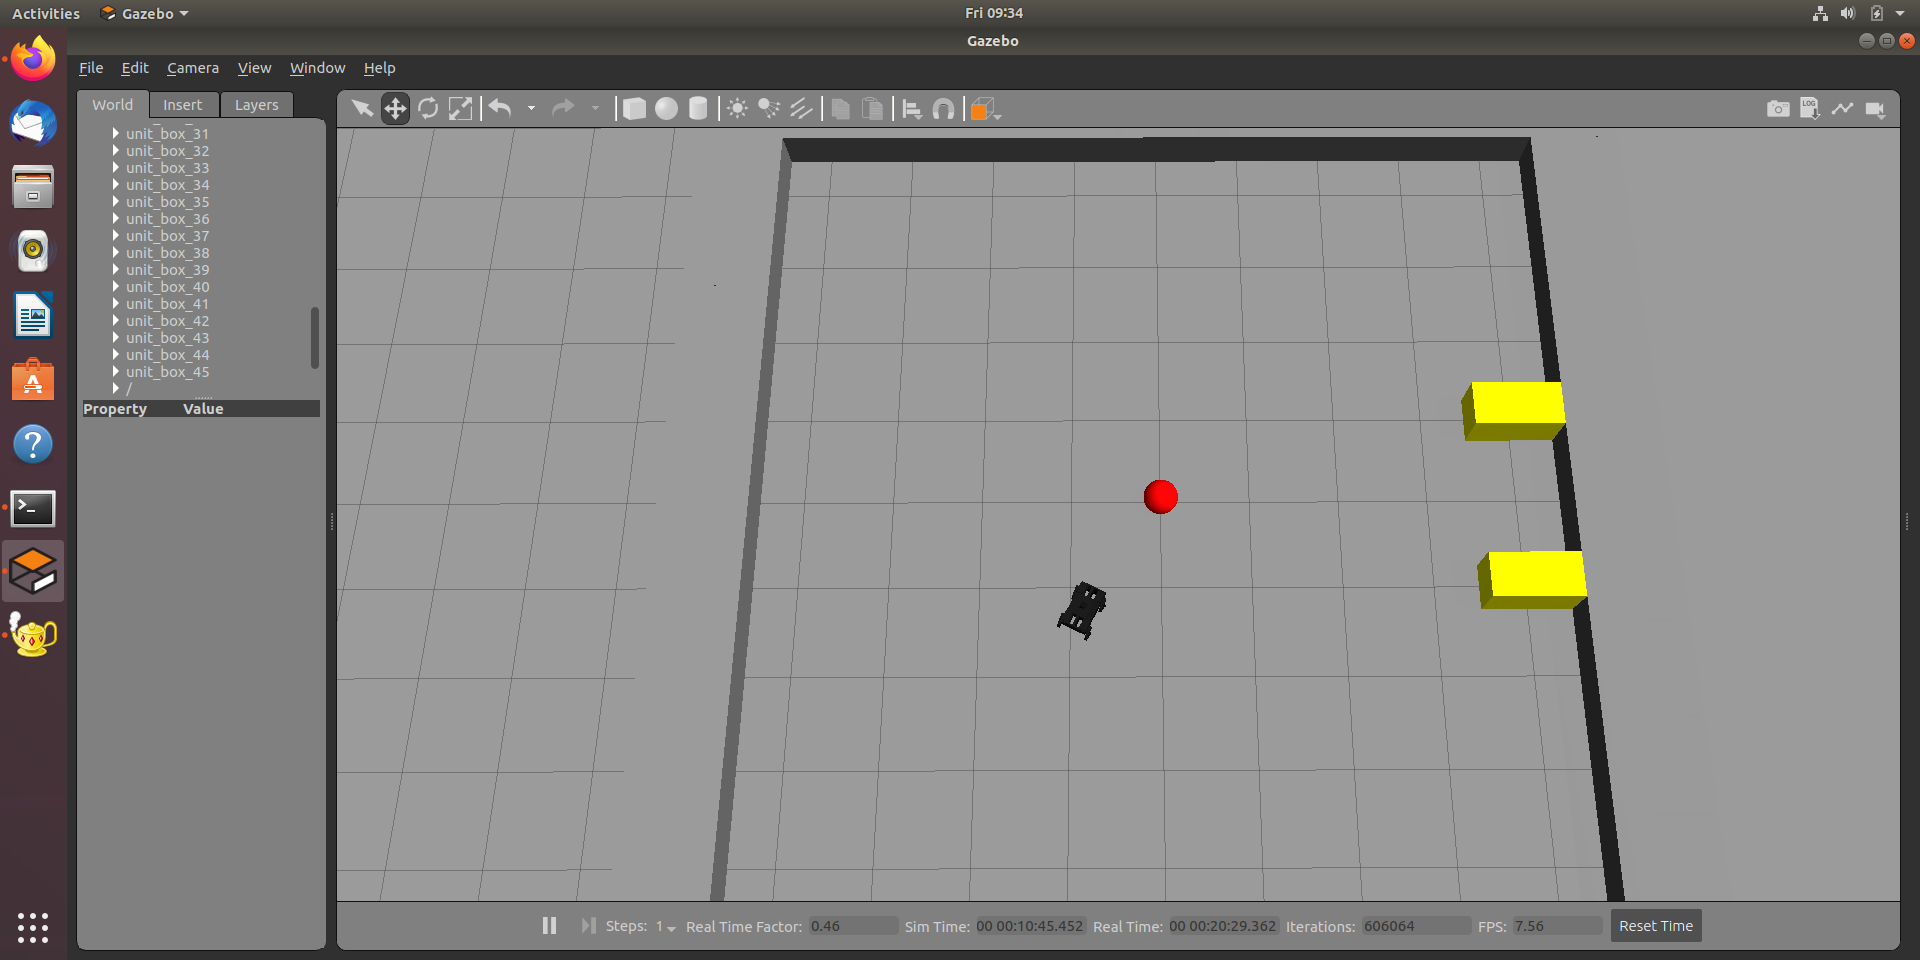 Activities Gazebo Fri 09:34
Gazebo
File Edit Camera View Window Help
World Insert Layers
LOG
unit_box_31
unit_box_32
unit_box_33
unit_box_34
unit_box_35
unit_box_36
unit_box_37
unit_box_38
unit_box_39
unit_box_40
unit_box_41
unit_box_42
unit_box_43
unit_box_44
unit_box_45
/
Property Value
Steps: 1 Real Time Factor: 0.46 Sim Time: 00 00:10:45.452 Real Time: 00 00:20:29.362 Iterations: 606064 FPS: 7.56 Reset Time